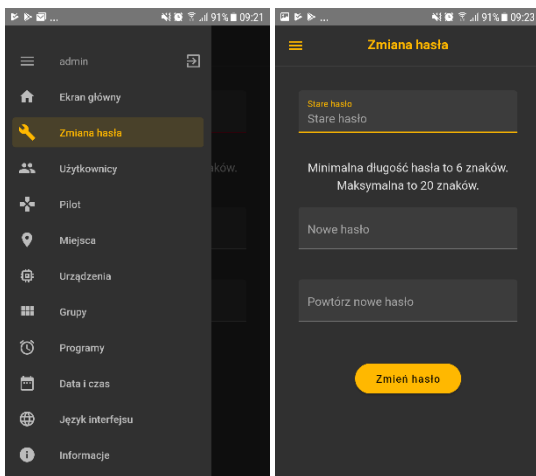 ... 91% 09:21
admin
Ekran główny
Zmiana hasła
Użytkownicy
Pilot
Miejsca
Urządzenia
Grupy
Programy
Data i czas
Język interfejsu
Informacje
aków.
... 91% 09:23
Zmiana hasła
Stare hasło
Stare hasło
Minimalna długość hasła to 6 znaków.
Maksymalna to 20 znaków.
Nowe hasło
Powtórz nowe hasło
Zmień hasło